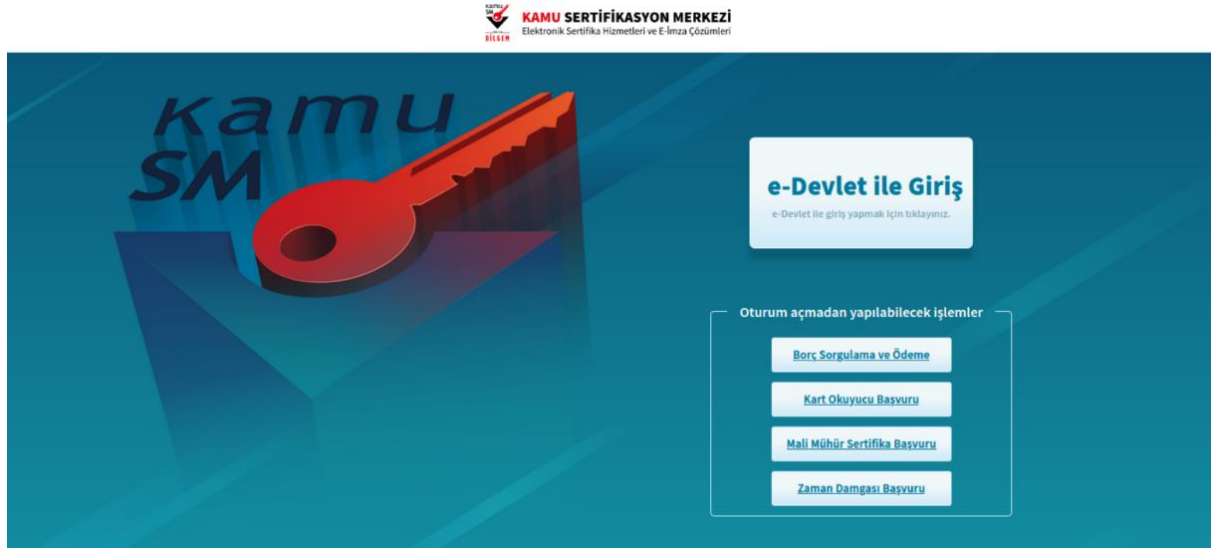 KAMU SERTİFİKASYON MERKEZİ
Elektronik Sertifika Hizmetleri ve E-İmza Çözümleri
BİLGEM
Kamu
SM
e-Devlet ile Giriş
e-Devlet ile giriş yapmak için tıklayınız.
Oturum açmadan yapılabilecek işlemler
Borç Sorgulama ve Ödeme
Kart Okuyucu Başvuru
Mali Mühür Sertifika Başvuru
Zaman Damgası Başvuru